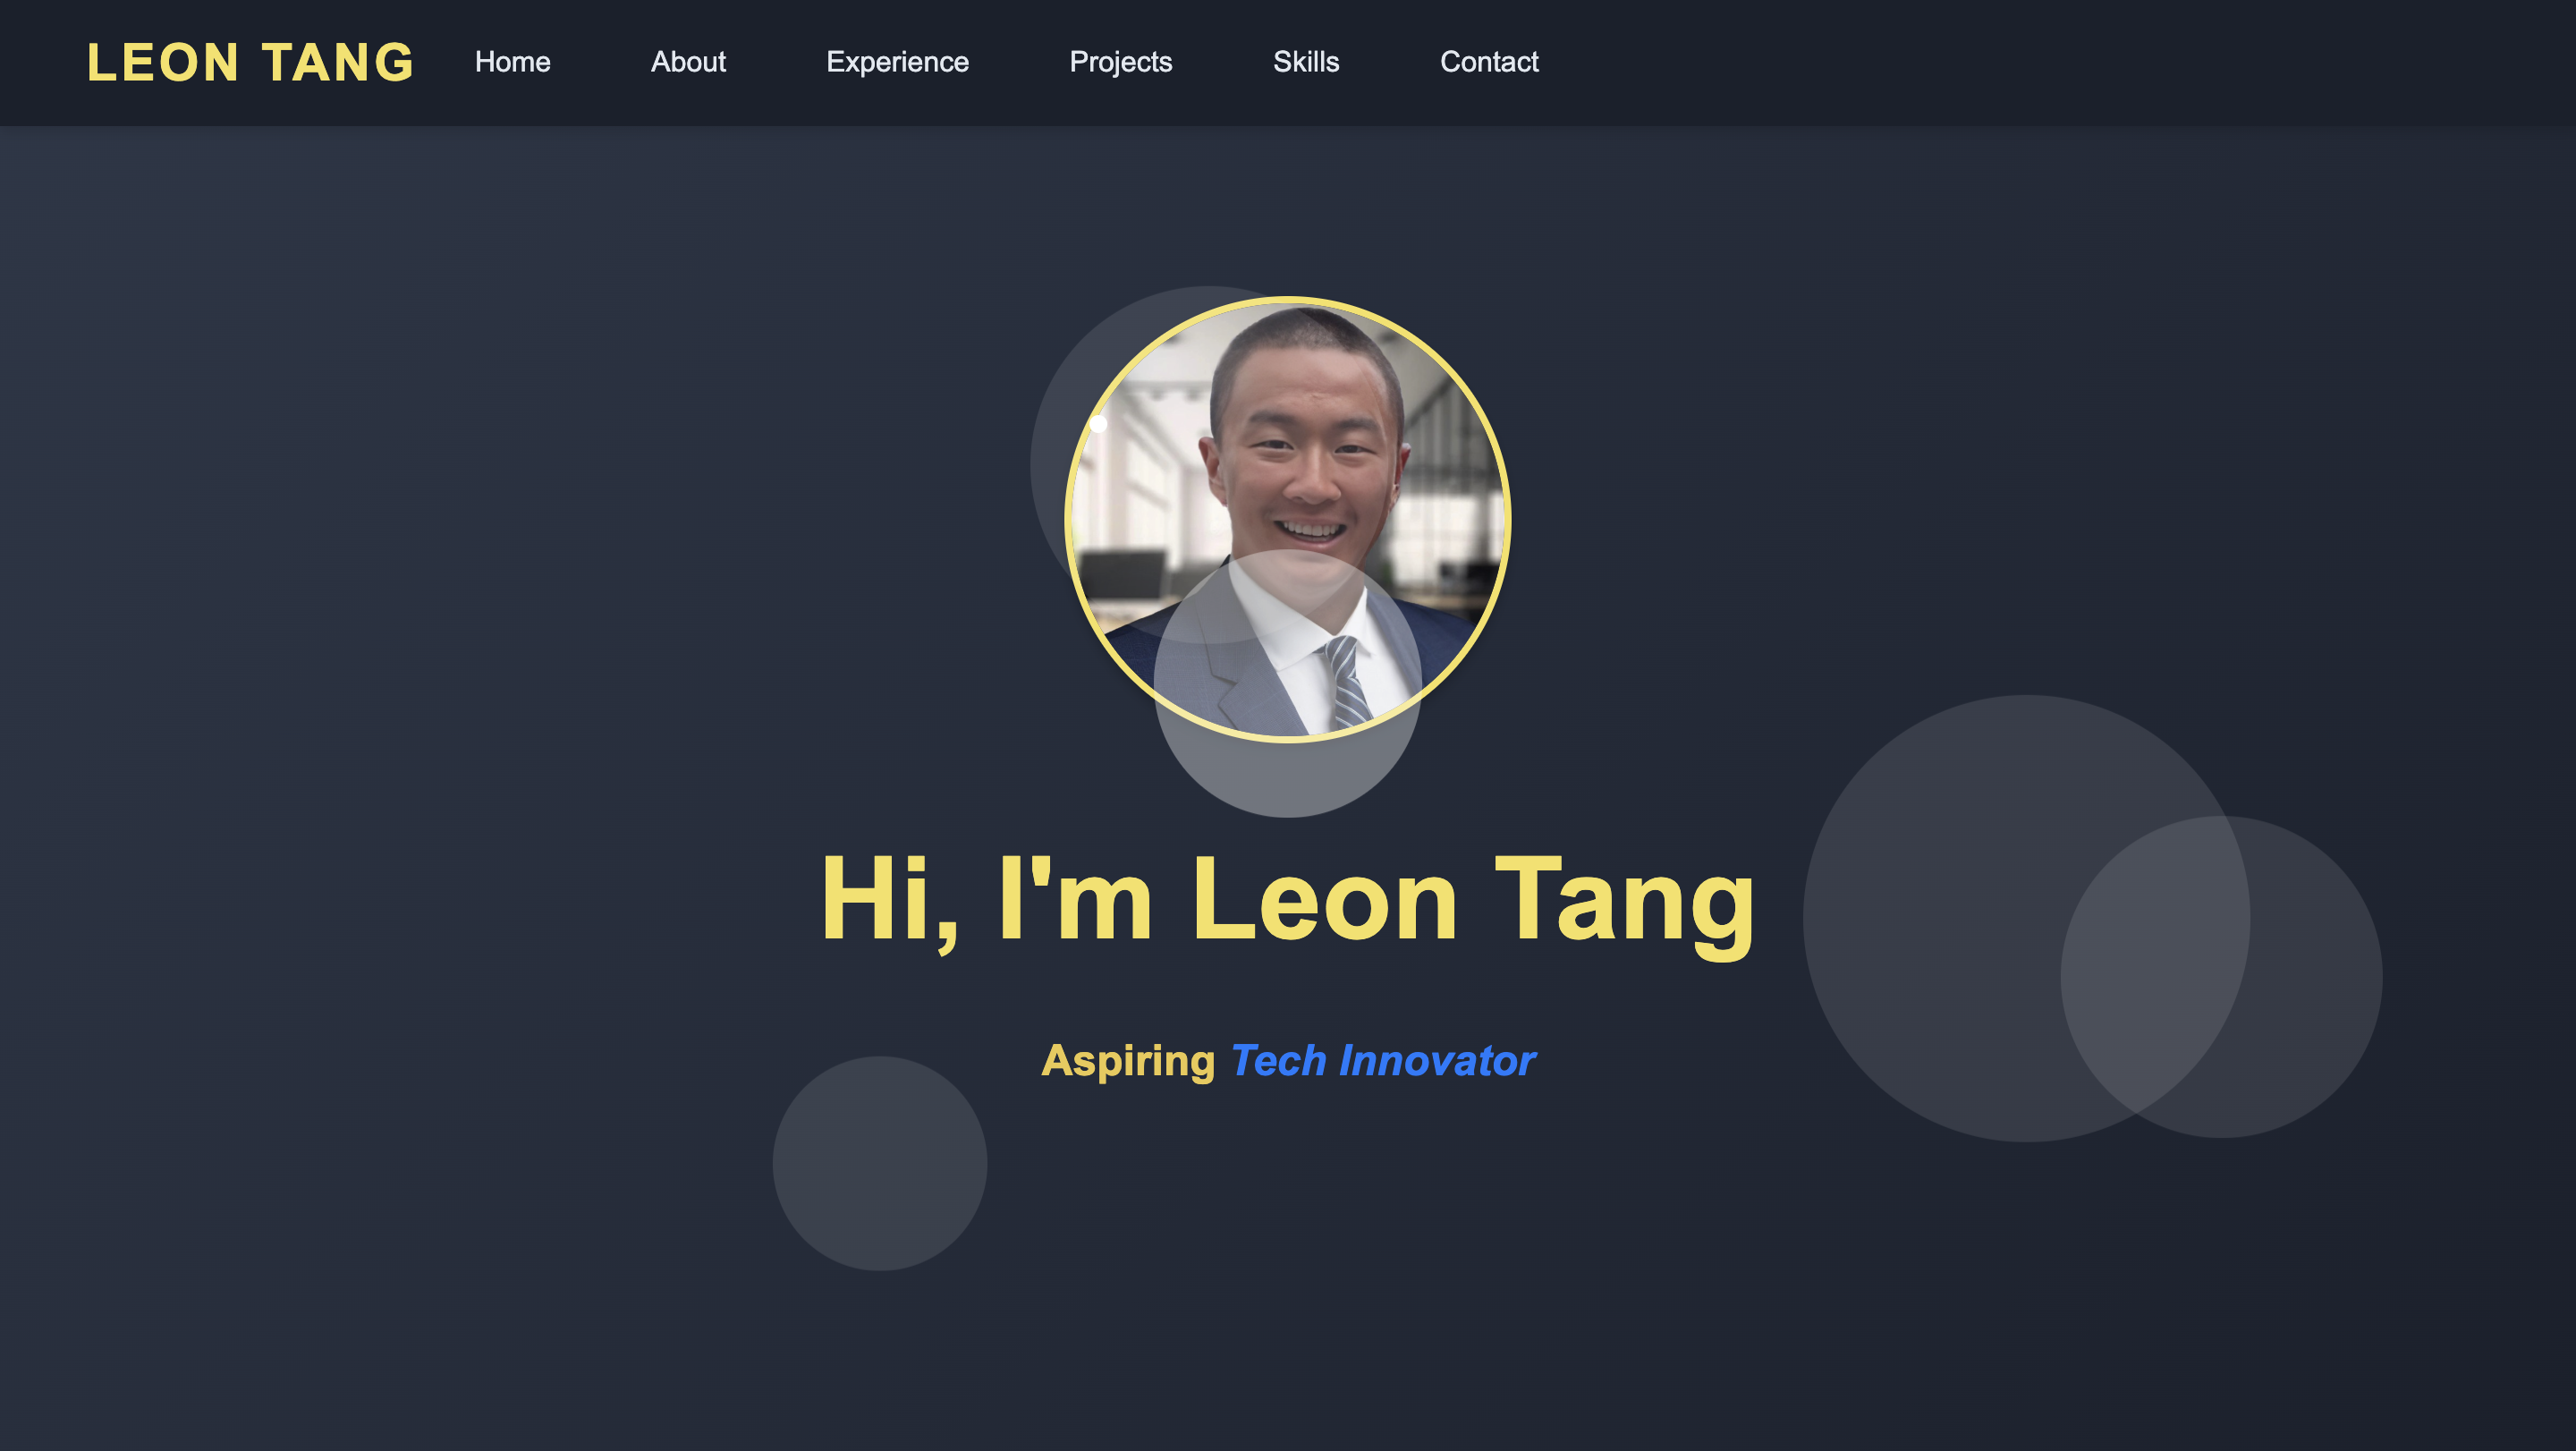 LEON TANG Home About Experience Projects Skills Contact
Hi, I'm Leon Tang
Aspiring Tech Innovator